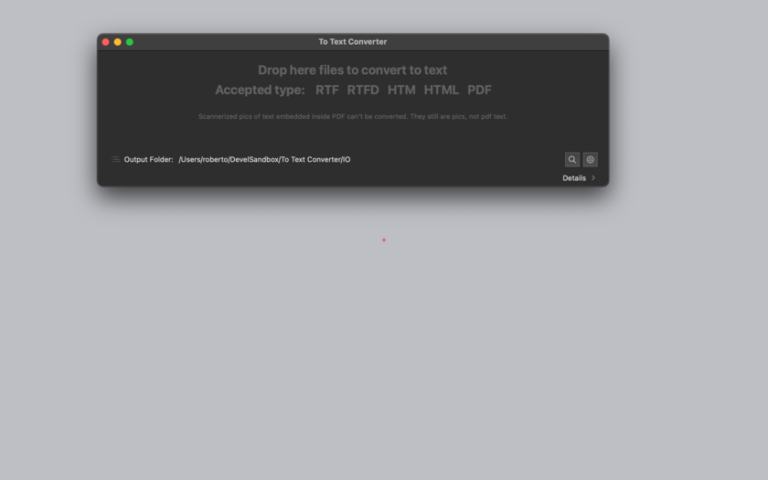 To Text Converter
Drop here files to convert to text
Accepted type: RTF RTFD HTM HTML PDF
Scannerized pics of text embedded inside PDF can't be converted. They still are pics, not pdf text.
Output Folder: /Users/roberto/DevelSandbox/To Text Converter/IO
Details